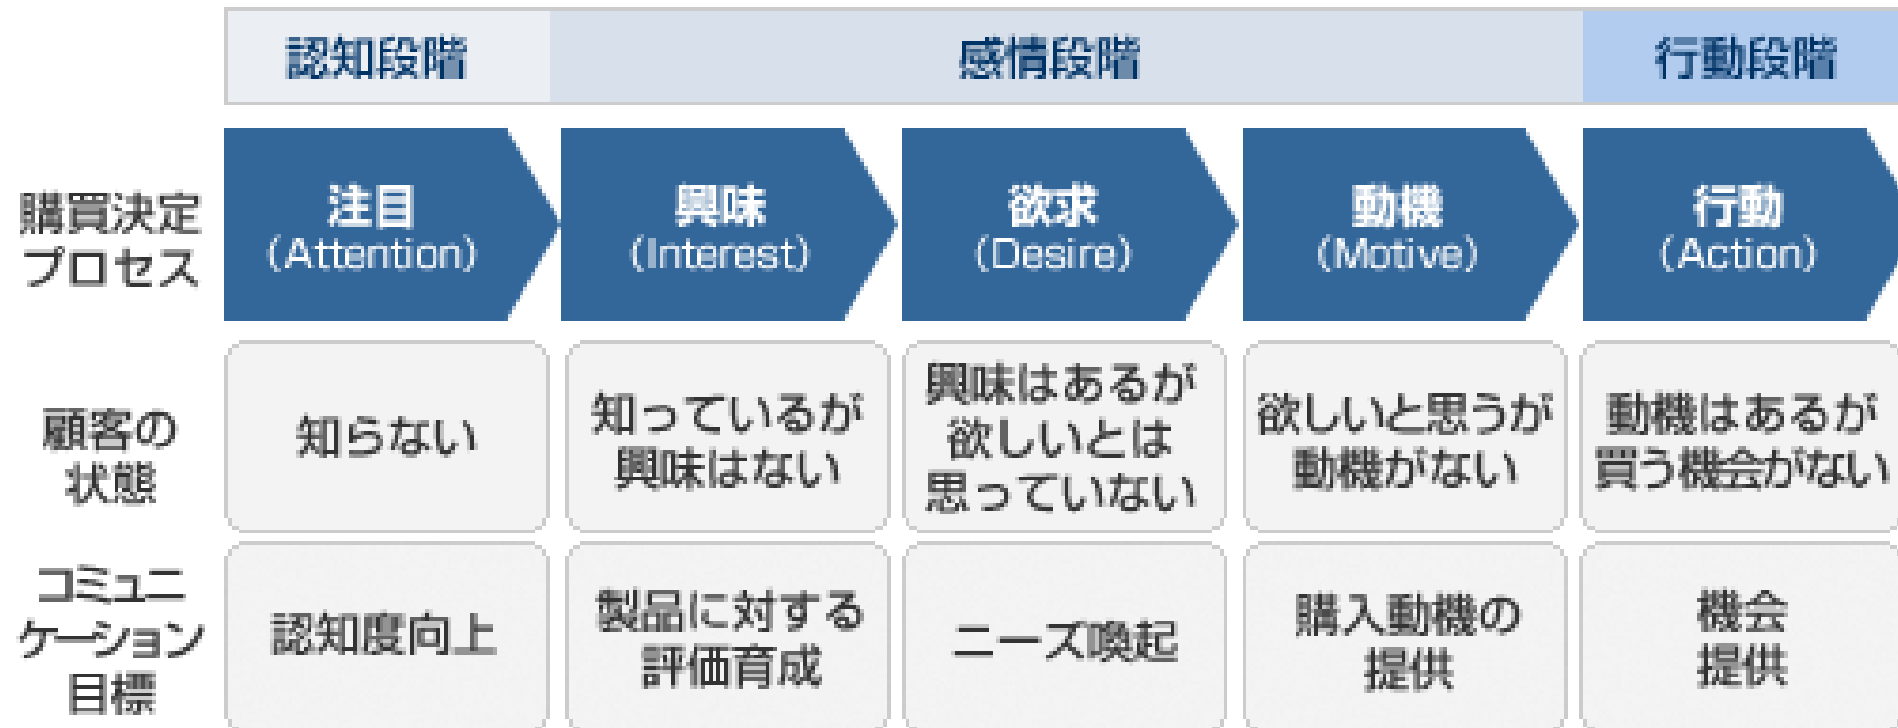 認知段階 感情段階 行動段階
購買決定
プロセス
注目
(Attention)
興味
(Interest)
欲求
(Desire)
動機
(Motive)
行動
(Action)
顧客の
状態
知らない
知っているが
興味はない
興味はあるが
欲しいとは
思っていない
欲しいと思うが
動機がない
動機はあるが
買う機会がない
コミュニ
ケーション
目標
認知度向上
製品に対する
評価育成
ニーズ喚起
購入動機の
提供
機会
提供